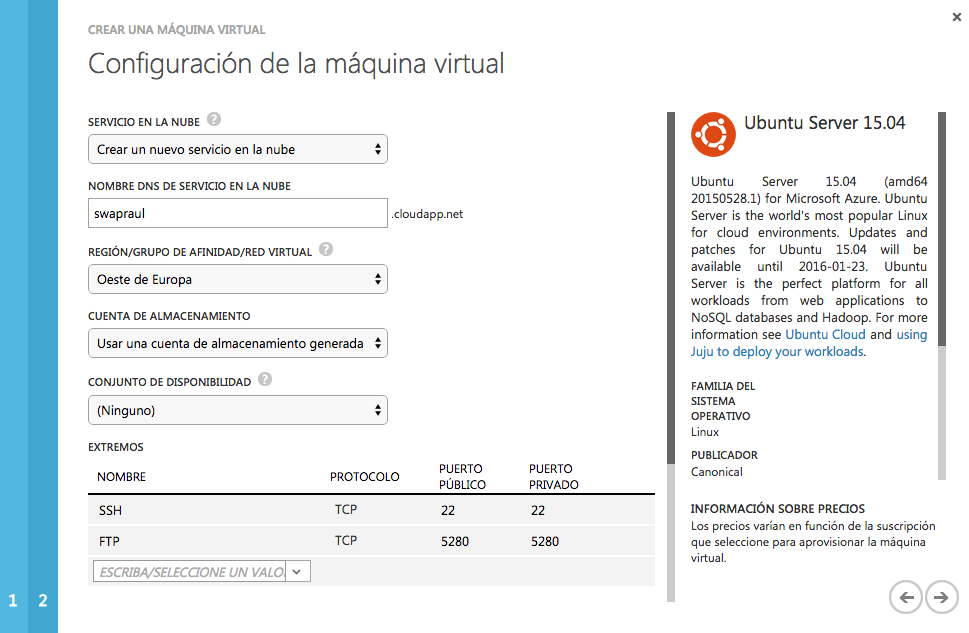 CREAR UNA MÁQUINA VIRTUAL
Configuración de la máquina virtual
SERVICIO EN LA NUBE ?
Crear un nuevo servicio en la nube
NOMBRE DNS DE SERVICIO EN LA NUBE
swapraul .cloudapp.net
REGIÓN/GRUPO DE AFINIDAD/RED VIRTUAL ?
Oeste de Europa
CUENTA DE ALMACENAMIENTO
Usar una cuenta de almacenamiento generada
CONJUNTO DE DISPONIBILIDAD ?
(Ninguno)
EXTREMOS
NOMBRE PROTOCOLO PUERTO PÚBLICO PUERTO PRIVADO
SSH TCP 22 22
FTP TCP 5280 5280
ESCRIBA/SELECCIONE UN VALO
Ubuntu Server 15.04
Ubuntu Server 15.04 (amd64
20150528.1) for Microsoft Azure. Ubuntu
Server is the world's most popular Linux
for cloud environments. Updates and
patches for Ubuntu 15.04 will be
available until 2016-01-23. Ubuntu
Server is the perfect platform for all
workloads from web applications to
NoSQL databases and Hadoop. For more
information see Ubuntu Cloud and using
Juju to deploy your workloads.
FAMILIA DEL
SISTEMA
OPERATIVO
Linux
PUBLICADOR
Canonical
INFORMACIÓN SOBRE PRECIOS
Los precios varían en función de la suscripción
que seleccione para aprovisionar la máquina
virtual.
1 2